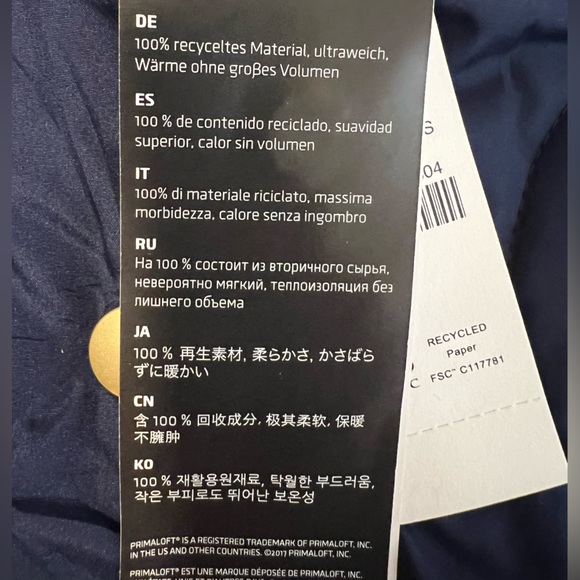 DE
100% recyceltes Material, ultraweich,
Wärme ohne großes Volumen
ES
100 % de contenido reciclado, suavidad
superior, calor sin volumen
IT
100% di materiale riciclato, massima
morbidezza, calore senza ingombro
RU
На 100 % состоит из вторичного сырья,
невероятно мягкий, теплоизоляция без
лишнего объема
JA
100 % 再生素材, 柔らかさ, かさばら
ずに暖かい
CN
含 100 % 回收成分, 极其柔软, 保暖
不臃肿
KO
100 % 재활용원재료, 탁월한 부드러움,
작은 부피로도 뛰어난 보온성
PRIMALOFT® IS A REGISTERED TRADEMARK OF PRIMALOFT, INC.
IN THE US AND OTHER COUNTRIES. ©2017 PRIMALOFT, INC.
PRIMALOFT® EST UNE MARQUE DÉPOSÉE DE PRIMALOFT, INC.
S
.04
RECYCLED
Paper
FSC™ C117781